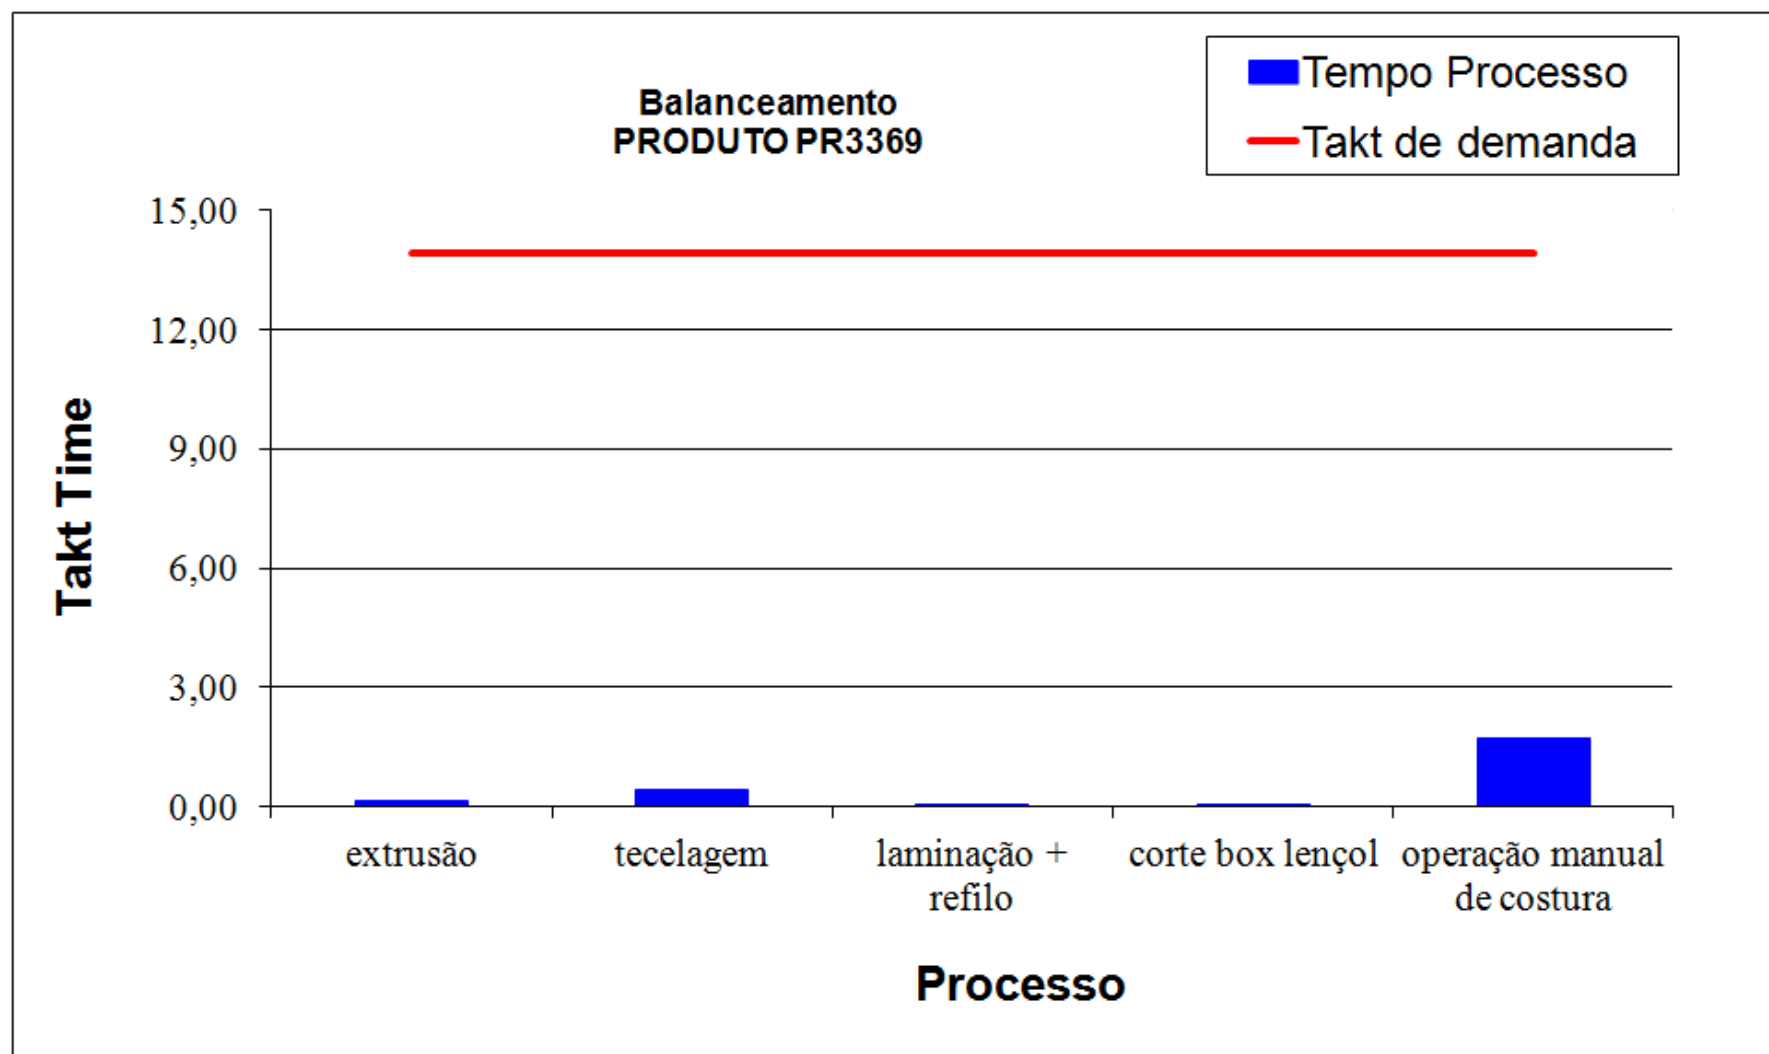 Balanceamento
PRODUTO PR3369
Tempo Processo
Takt de demanda
Takt Time
15,00
12,00
9,00
6,00
3,00
0,00
extrusão
tecelagem
laminação +
refilo
corte box lençol
operação manual
de costura
Processo